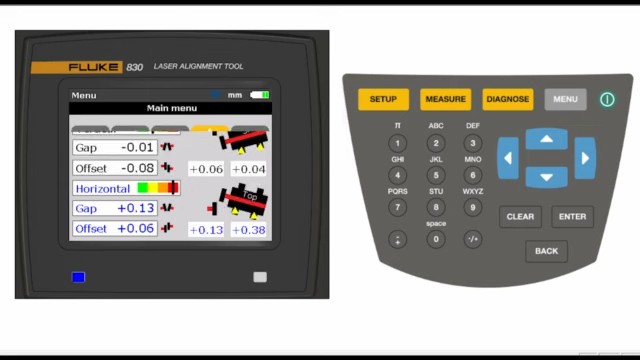 FLUKE 830 LASER ALIGNMENT TOOL
Menu mm
Main menu
Gap -0.01
Offset -0.08 +0.06 +0.04
Horizontal
Top
Gap +0.13
Offset +0.06 +0.13 +0.38
SETUP MEASURE DIAGNOSE MENU
π ABC DEF
1 2 3
GHI JKL MNO
4 5 6
PQRS STU WXYZ
7 8 9
CLEAR ENTER
space
+/- 0 ·/*
BACK